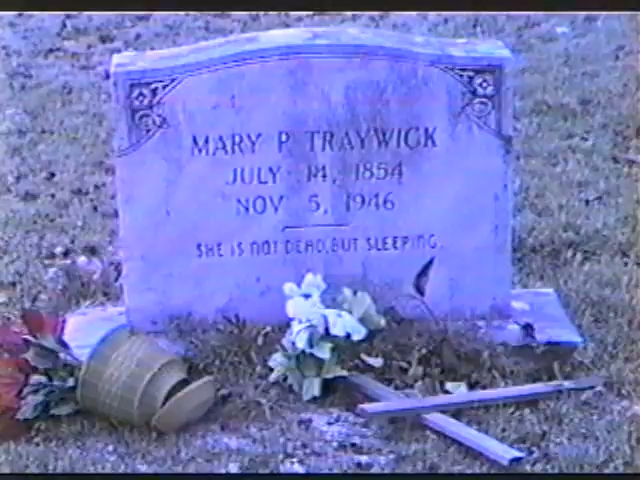 MARY P. TRAYWICK
JULY 14, 1854
NOV 5, 1946
SHE IS NOT DEAD, BUT SLEEPING.